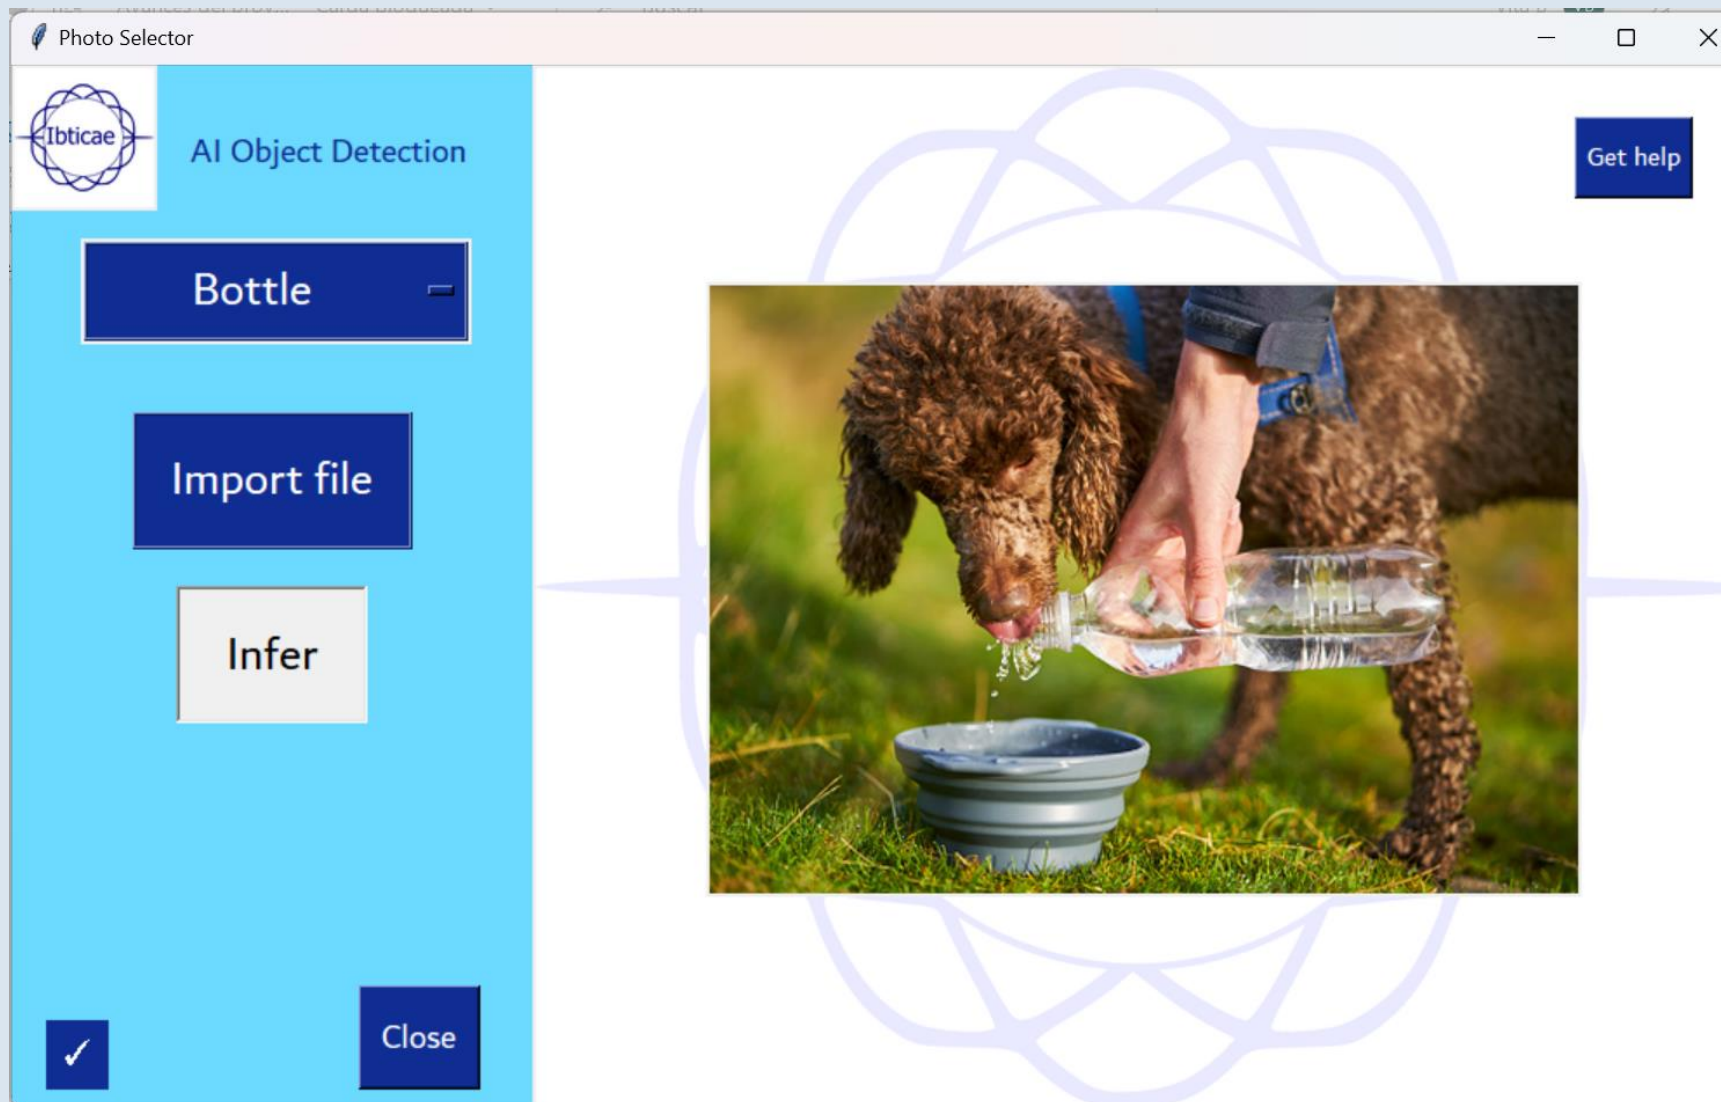 Photo Selector
Ibticae
AI Object Detection
Get help
Bottle
Import file
Infer
Close